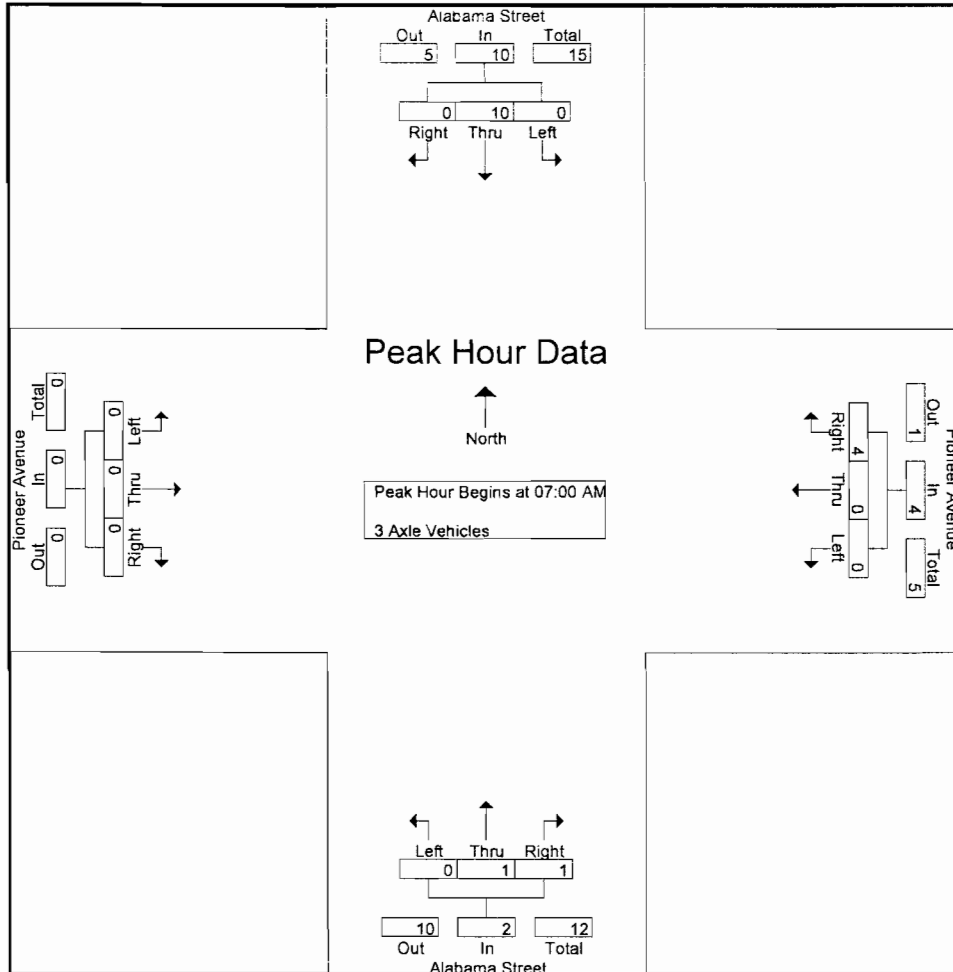 Alabama Street
Out In Total
5 10 15
0 10 0
Right Thru Left
Peak Hour Data
North
Peak Hour Begins at 07:00 AM
3 Axle Vehicles
Pioneer Avenue
Total In Out
0 0 0
0 0 0
Left Thru Right
Pioneer Avenue
Out In Total
1 4 5
4 0 0
Right Thru Left
Left Thru Right
0 1 1
10 2 12
Out In Total
Alabama Street